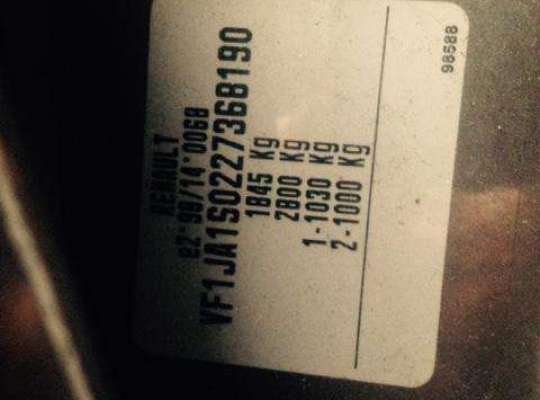 RENAULT
e2*98/14*0068
VF1JA1S0227368190
1845 Kg
2800 Kg
1-1030 Kg
2-1000 Kg
98588